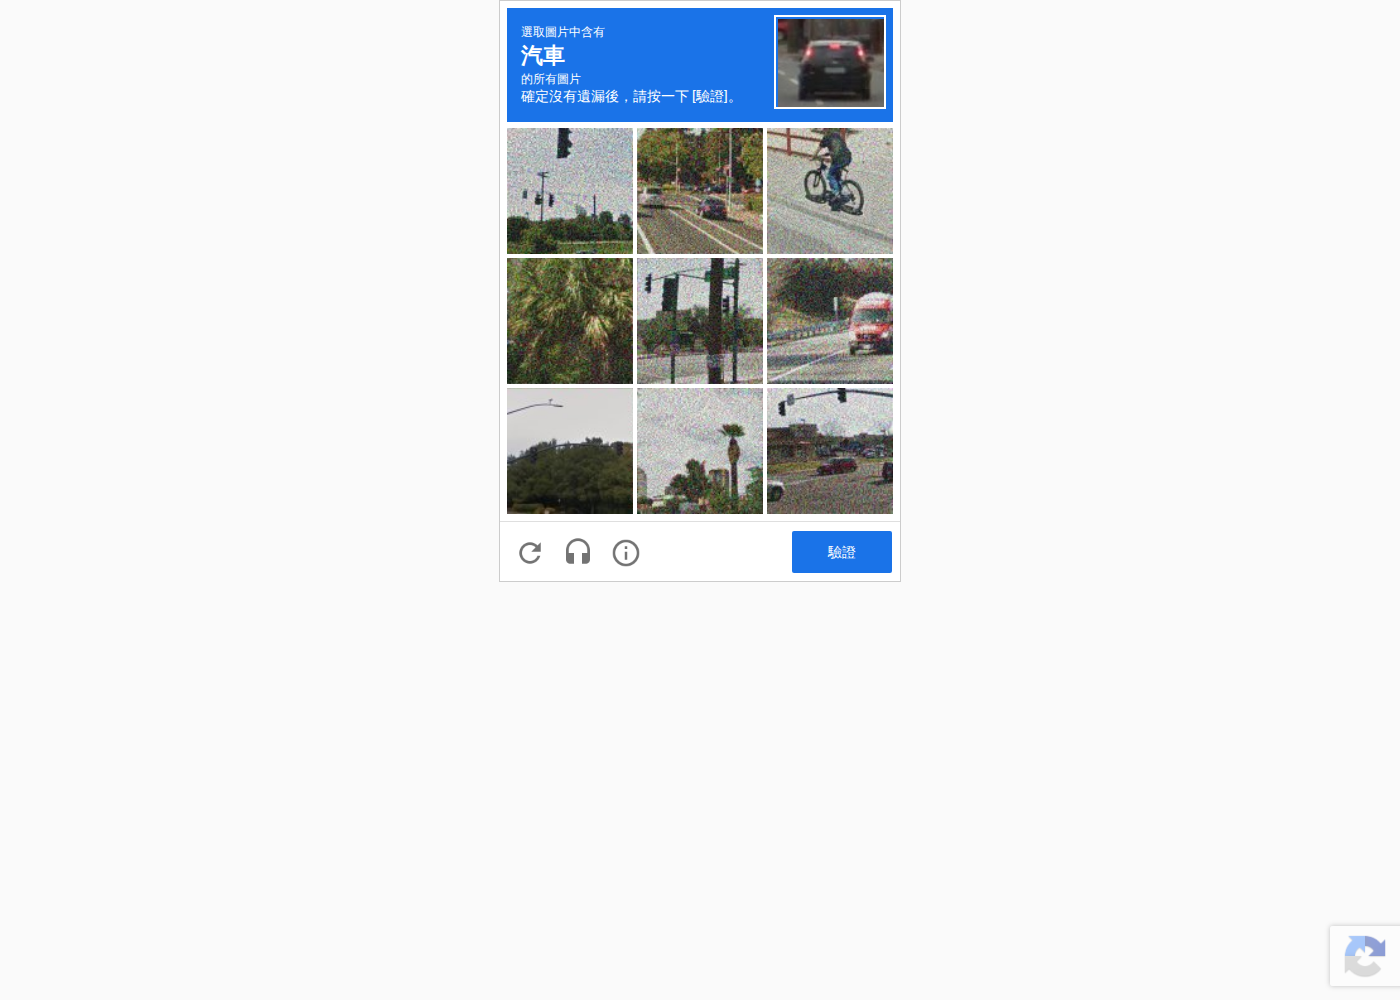 選取圖片中含有
汽車
的所有圖片
確定沒有遺漏後，請按一下 [驗證]。
驗證